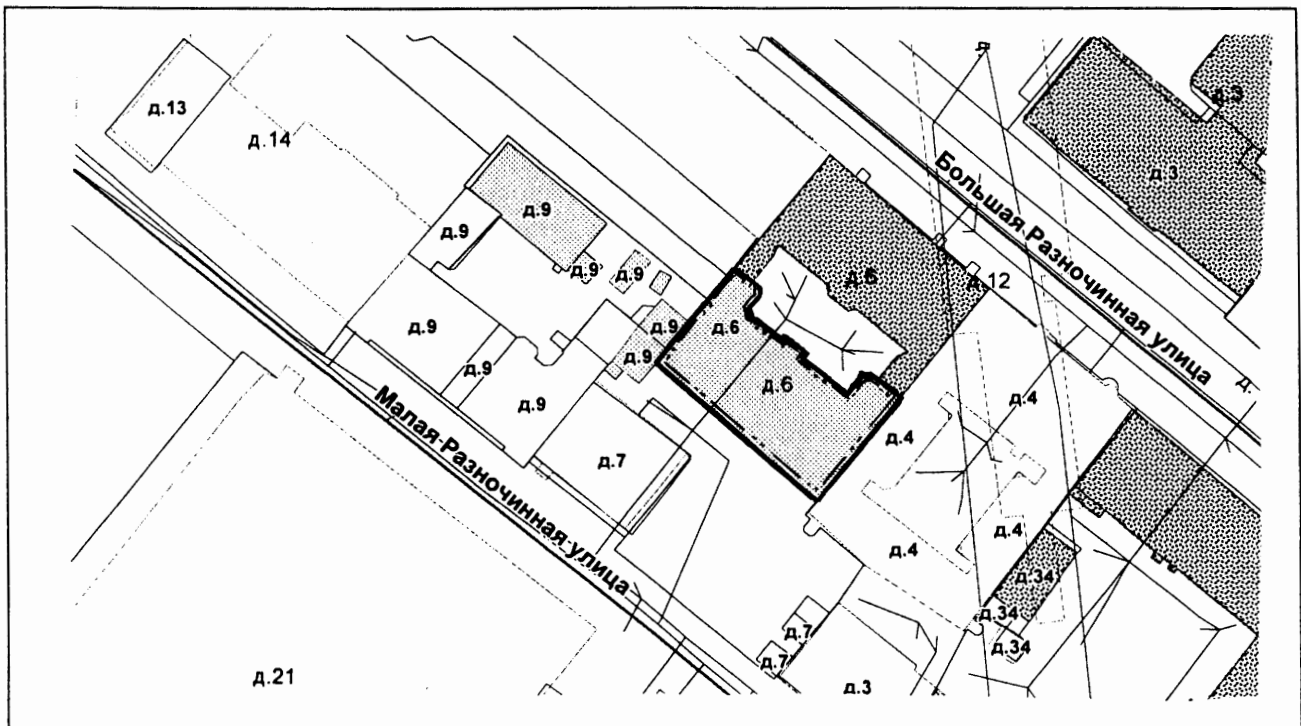 д.13
д.14
д.3
д.3
Большая Разночинная улица
д.9
д.9
д.9
д.9
д.6
д.12
д.6
д.9
д.9
д.9
д.9
д.6
д.
д.9
Малая Разночинная улица
д.4
д.4
д.7
д.4
д.4
д.34
д.34
д.34
д.7
д.7
д.21
д.3